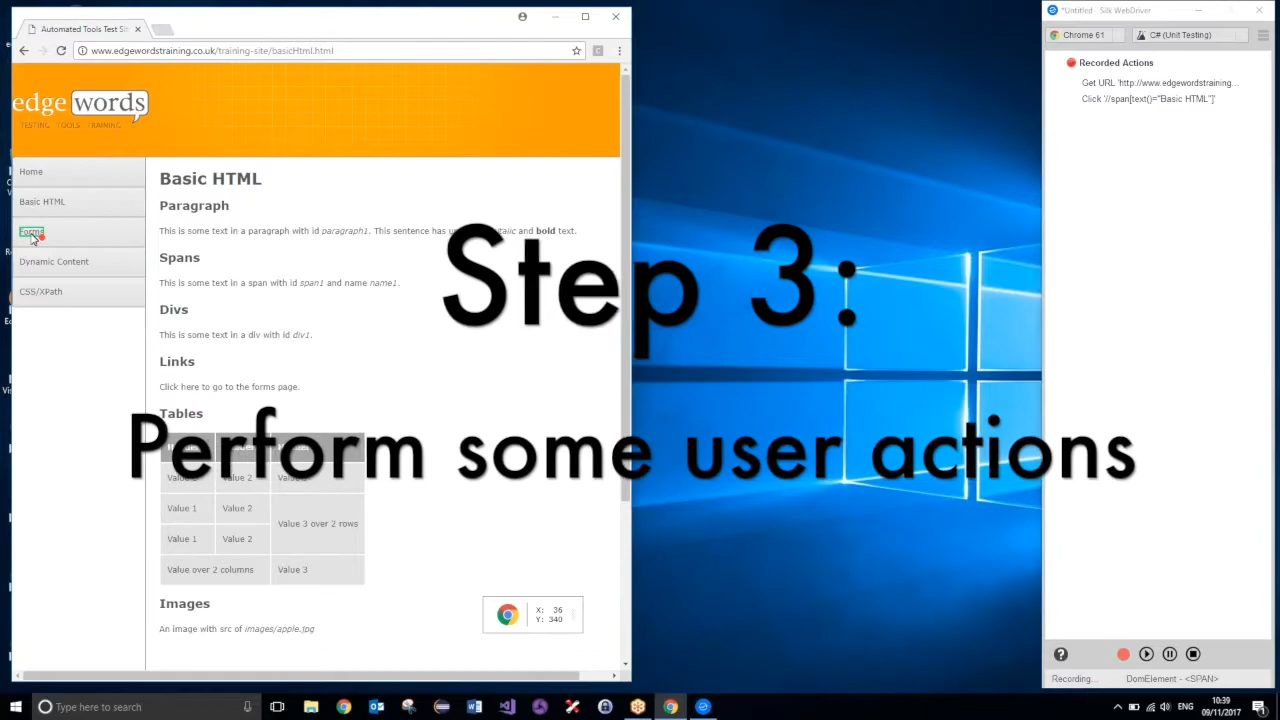 Automated Tools Test Sit
www.edgewordstraining.co.uk/training-site/basicHtml.html
edge words
TESTING TOOLS TRAINING
Home
Basic HTML
Forms
Dynamic Content
CSS/XPath
Basic HTML
Paragraph
This is some text in a paragraph with id paragraph1. This sentence has italic and bold text.
Spans
This is some text in a span with id span1 and name name1.
Divs
This is some text in a div with id div1.
Links
Click here to go to the forms page.
Tables
Value 2
Value 1 Value 2
Value 3 over 2 rows
Value 1 Value 2
Value over 2 columns Value 3
Images
An image with src of images/apple.jpg
X: 36
Y: 340
Step 3:
Perform some user actions
*Untitled - Silk WebDriver
Chrome 61 C# (Unit Testing)
Recorded Actions
Get URL 'http://www.edgewordstraining...
Click '//span[text()="Basic HTML"]'
Recording... DomElement - <SPAN>
Type here to search
ENG
10:39
09/11/2017